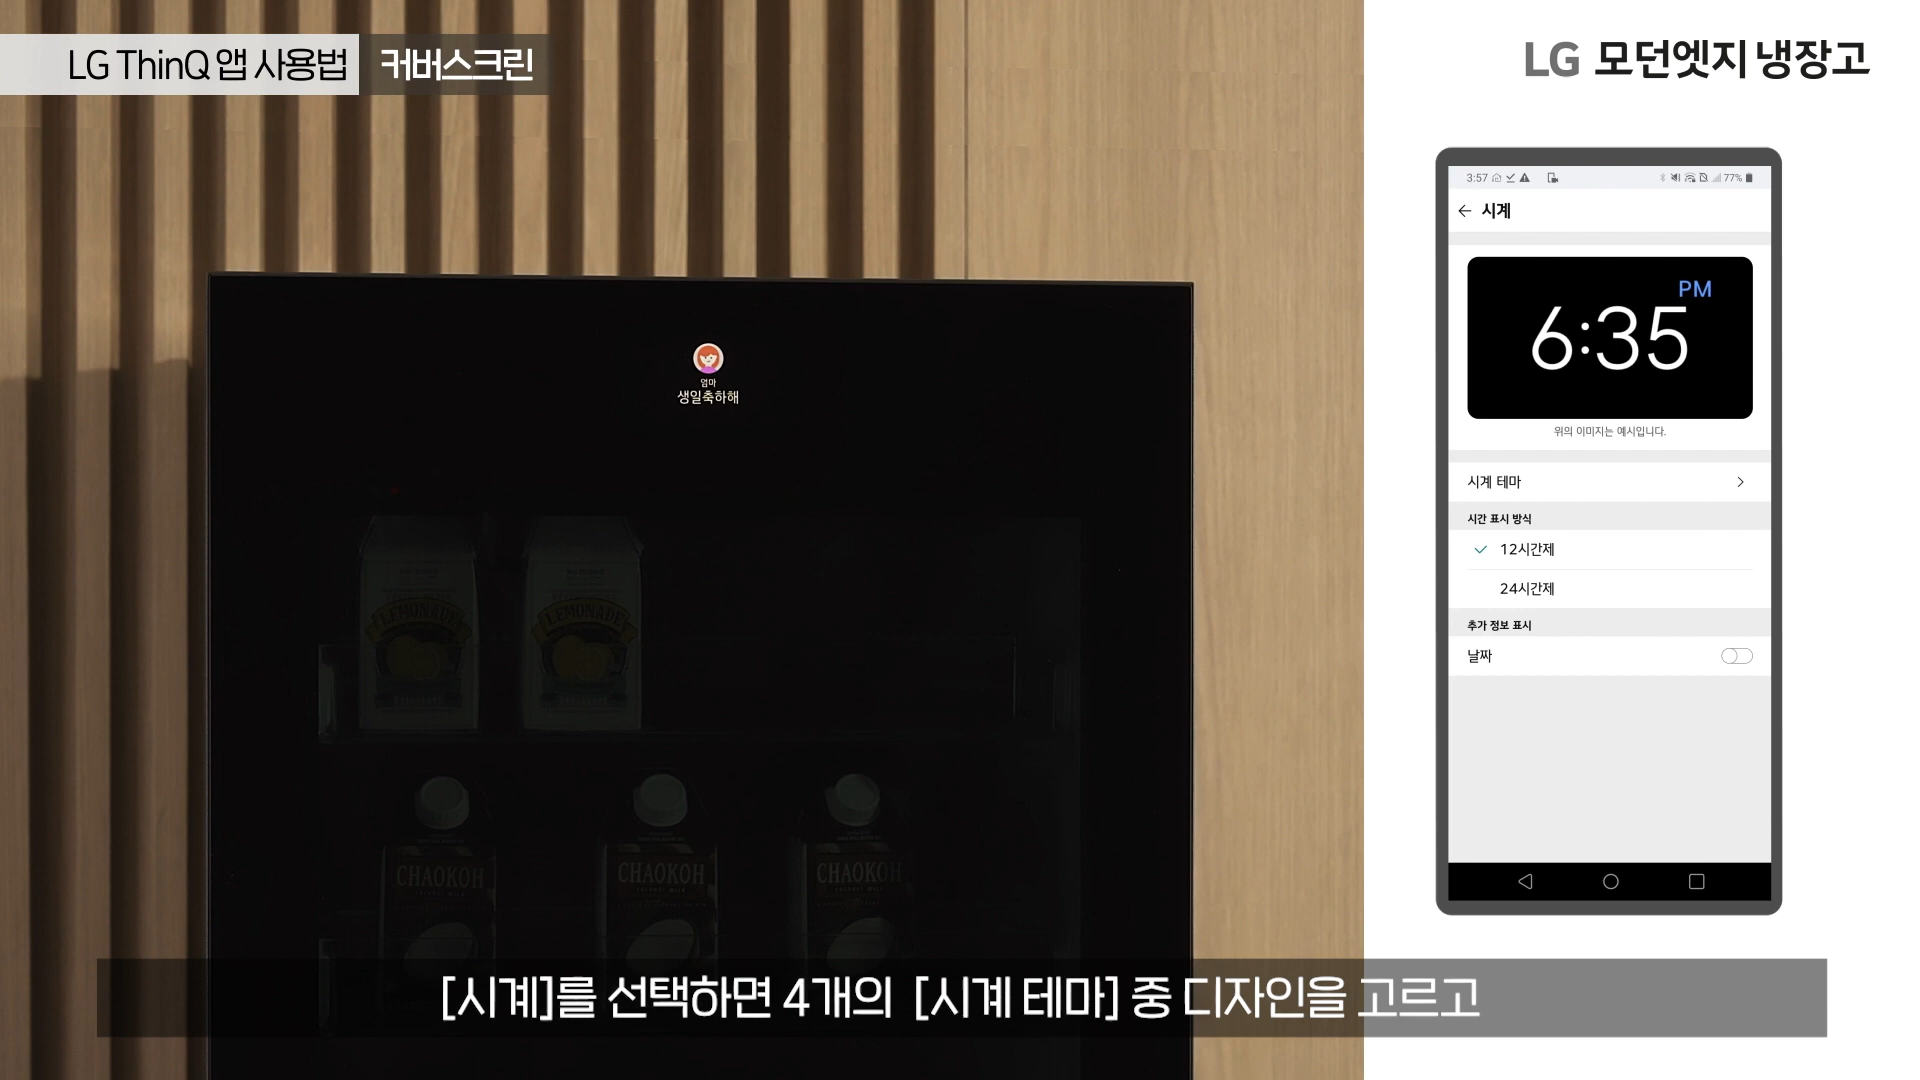 LG ThinQ 앱 사용법 커버스크린
LG 모던엣지 냉장고
엄마
생일축하해
LEMONADE
LEMONADE
CHAOKOH
CHAOKOH
CHAOKOH
3:57 77%
시계
PM
6:35
위의 이미지는 예시입니다.
시계 테마
시간 표시 방식
12시간제
24시간제
추가 정보 표시
날짜
[시계]를 선택하면 4개의 [시계 테마] 중 디자인을 고르고